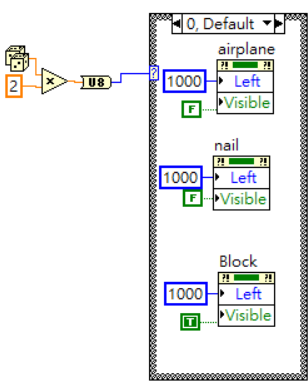 0, Default
airplane
2
×
U8
?
1000
Left
F
Visible
nail
1000
Left
F
Visible
Block
1000
Left
T
Visible